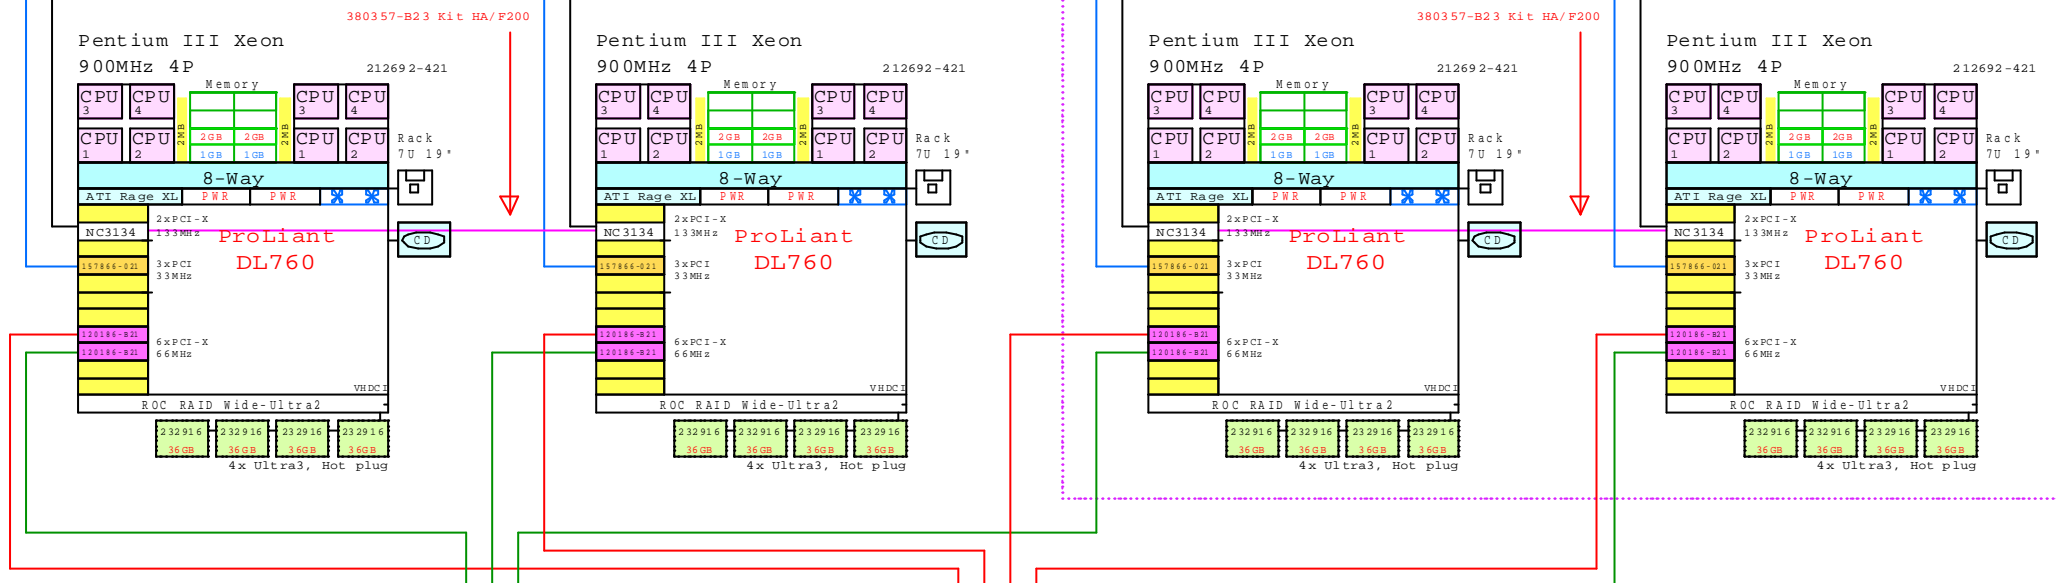 380357-B23 Kit HA/F200
380357-B23 Kit HA/F200
Pentium III Xeon
900MHz 4P
212692-421
Memory
CPU 3
CPU 4
CPU 3
CPU 4
2MB
2MB
2GB 2GB
1GB 1GB
CPU 1
CPU 2
CPU 1
CPU 2
Rack
7U 19"
8-Way
ATI Rage XL PWR PWR
2xPCI-X
133MHz
NC3134
ProLiant
DL760
CD
157866-021
3xPCI
33MHz
120186-B21
120186-B21
6xPCI-X
66MHz
VHDCI
ROC RAID Wide-Ultra2
232916 232916 232916 232916
36GB 36GB 36GB 36GB
4x Ultra3, Hot plug
Pentium III Xeon
900MHz 4P
212692-421
Memory
CPU 3
CPU 4
CPU 3
CPU 4
2MB
2MB
2GB 2GB
1GB 1GB
CPU 1
CPU 2
CPU 1
CPU 2
Rack
7U 19"
8-Way
ATI Rage XL PWR PWR
2xPCI-X
133MHz
NC3134
ProLiant
DL760
CD
157866-021
3xPCI
33MHz
120186-B21
120186-B21
6xPCI-X
66MHz
VHDCI
ROC RAID Wide-Ultra2
232916 232916 232916 232916
36GB 36GB 36GB 36GB
4x Ultra3, Hot plug
Pentium III Xeon
900MHz 4P
212692-421
Memory
CPU 3
CPU 4
CPU 3
CPU 4
2MB
2MB
2GB 2GB
1GB 1GB
CPU 1
CPU 2
CPU 1
CPU 2
Rack
7U 19"
8-Way
ATI Rage XL PWR PWR
2xPCI-X
133MHz
NC3134
ProLiant
DL760
CD
157866-021
3xPCI
33MHz
120186-B21
120186-B21
6xPCI-X
66MHz
VHDCI
ROC RAID Wide-Ultra2
232916 232916 232916 232916
36GB 36GB 36GB 36GB
4x Ultra3, Hot plug
Pentium III Xeon
900MHz 4P
212692-421
Memory
CPU 3
CPU 4
CPU 3
CPU 4
2MB
2MB
2GB 2GB
1GB 1GB
CPU 1
CPU 2
CPU 1
CPU 2
Rack
7U 19"
8-Way
ATI Rage XL PWR PWR
2xPCI-X
133MHz
NC3134
ProLiant
DL760
CD
157866-021
3xPCI
33MHz
120186-B21
120186-B21
6xPCI-X
66MHz
VHDCI
ROC RAID Wide-Ultra2
232916 232916 232916 232916
36GB 36GB 36GB 36GB
4x Ultra3, Hot plug